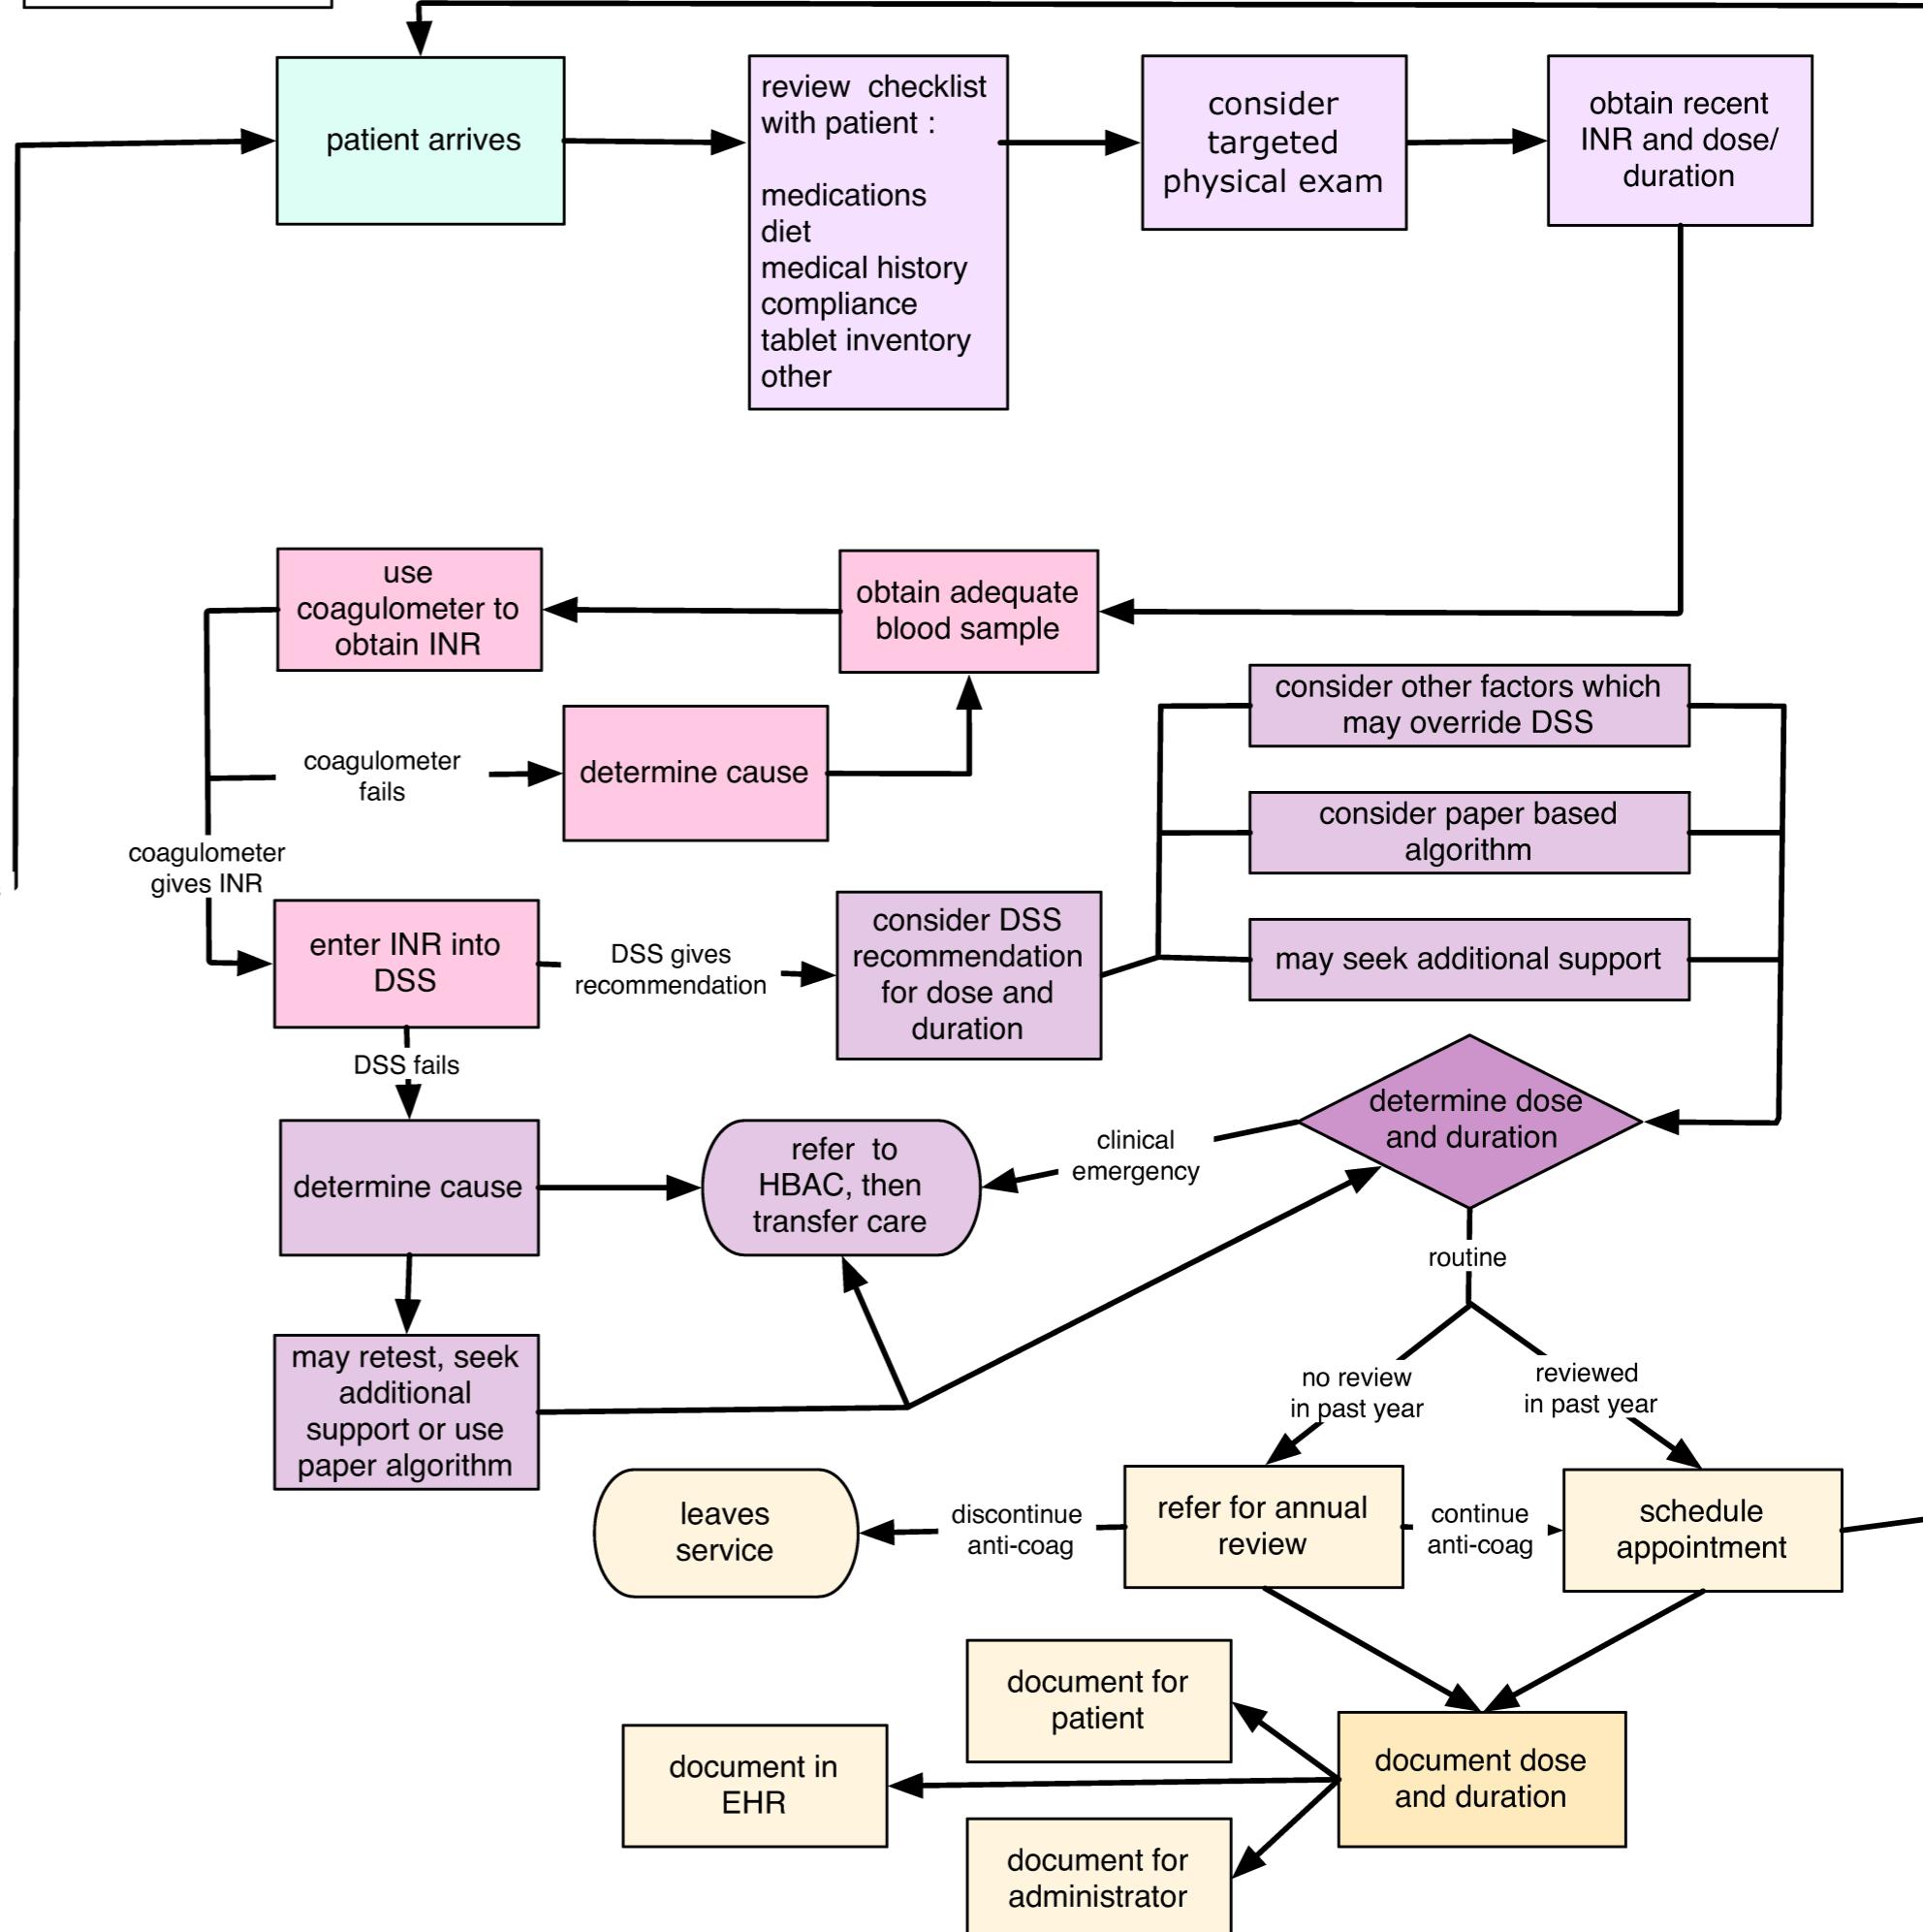 patient arrives
review  checklist
with patient :
medications
diet
medical history
compliance
tablet inventory
other
consider
targeted
physical exam
obtain recent
INR and dose/
duration
use
coagulometer to
obtain INR
obtain adequate
blood sample
coagulometer
fails
determine cause
consider other factors which
may override DSS
consider paper based
algorithm
may seek additional support
coagulometer
gives INR
enter INR into
DSS
DSS gives
recommendation
consider DSS
recommendation
for dose and
duration
DSS fails
determine cause
refer  to
HBAC, then
transfer care
clinical
emergency
determine dose
and duration
routine
may retest, seek
additional
support or use
paper algorithm
no review
in past year
reviewed
in past year
leaves
service
discontinue
anti-coag
refer for annual
review
continue
anti-coag
schedule
appointment
document for
patient
document in
EHR
document dose
and duration
document for
administrator